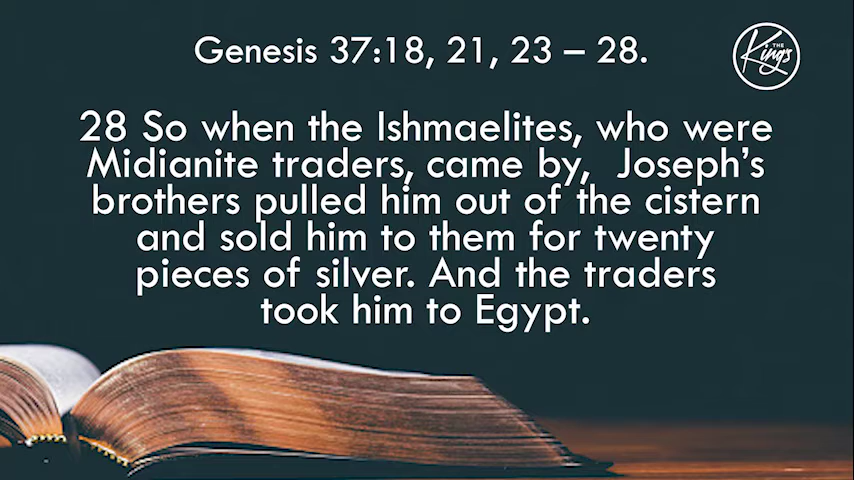 Genesis 37:18, 21, 23 – 28.
THE
Kings
28 So when the Ishmaelites, who were
Midianite traders, came by,  Joseph's
brothers pulled him out of the cistern
and sold him to them for twenty
pieces of silver. And the traders
took him to Egypt.